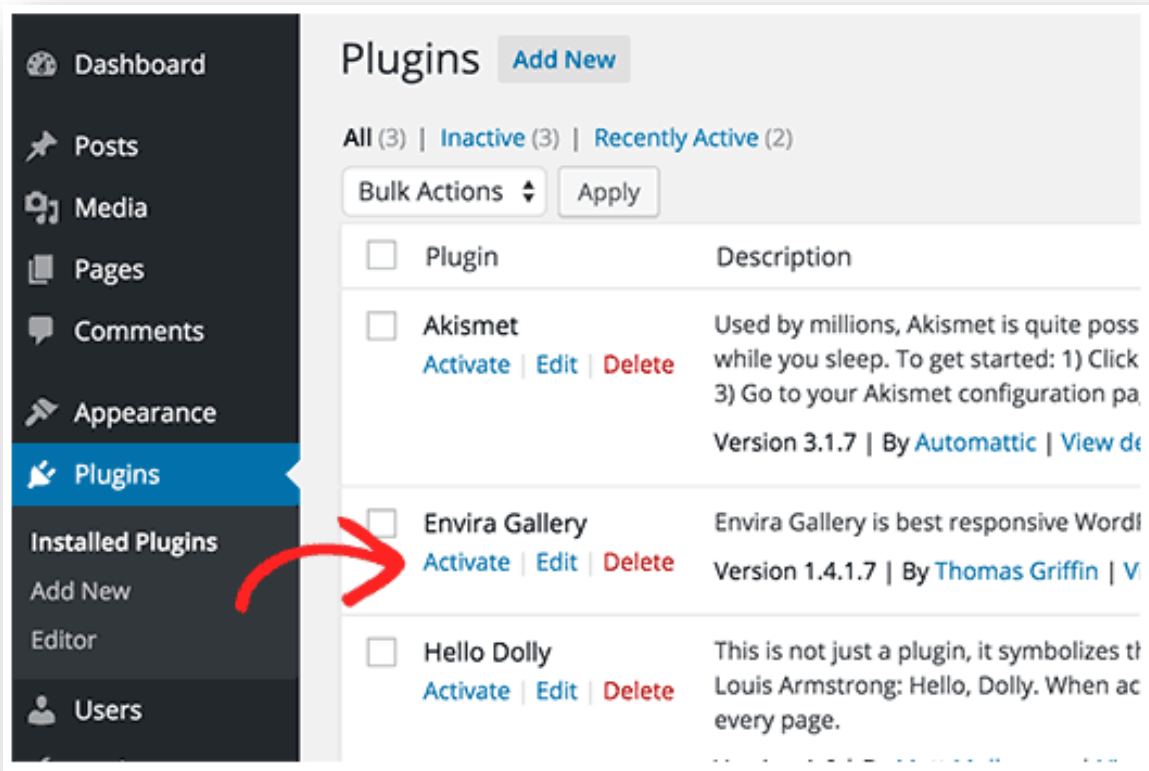 Dashboard
Posts
Media
Pages
Comments
Appearance
Plugins
Installed Plugins
Add New
Editor
Users
Plugins Add New
All (3) | Inactive (3) | Recently Active (2)
Bulk Actions Apply
Plugin Description
Akismet
Activate | Edit | Delete
Used by millions, Akismet is quite poss
while you sleep. To get started: 1) Click
3) Go to your Akismet configuration pa
Version 3.1.7 | By Automattic | View de
Envira Gallery
Activate | Edit | Delete
Envira Gallery is best responsive Word
Version 1.4.1.7 | By Thomas Griffin | V
Hello Dolly
Activate | Edit | Delete
This is not just a plugin, it symbolizes th
Louis Armstrong: Hello, Dolly. When ac
every page.